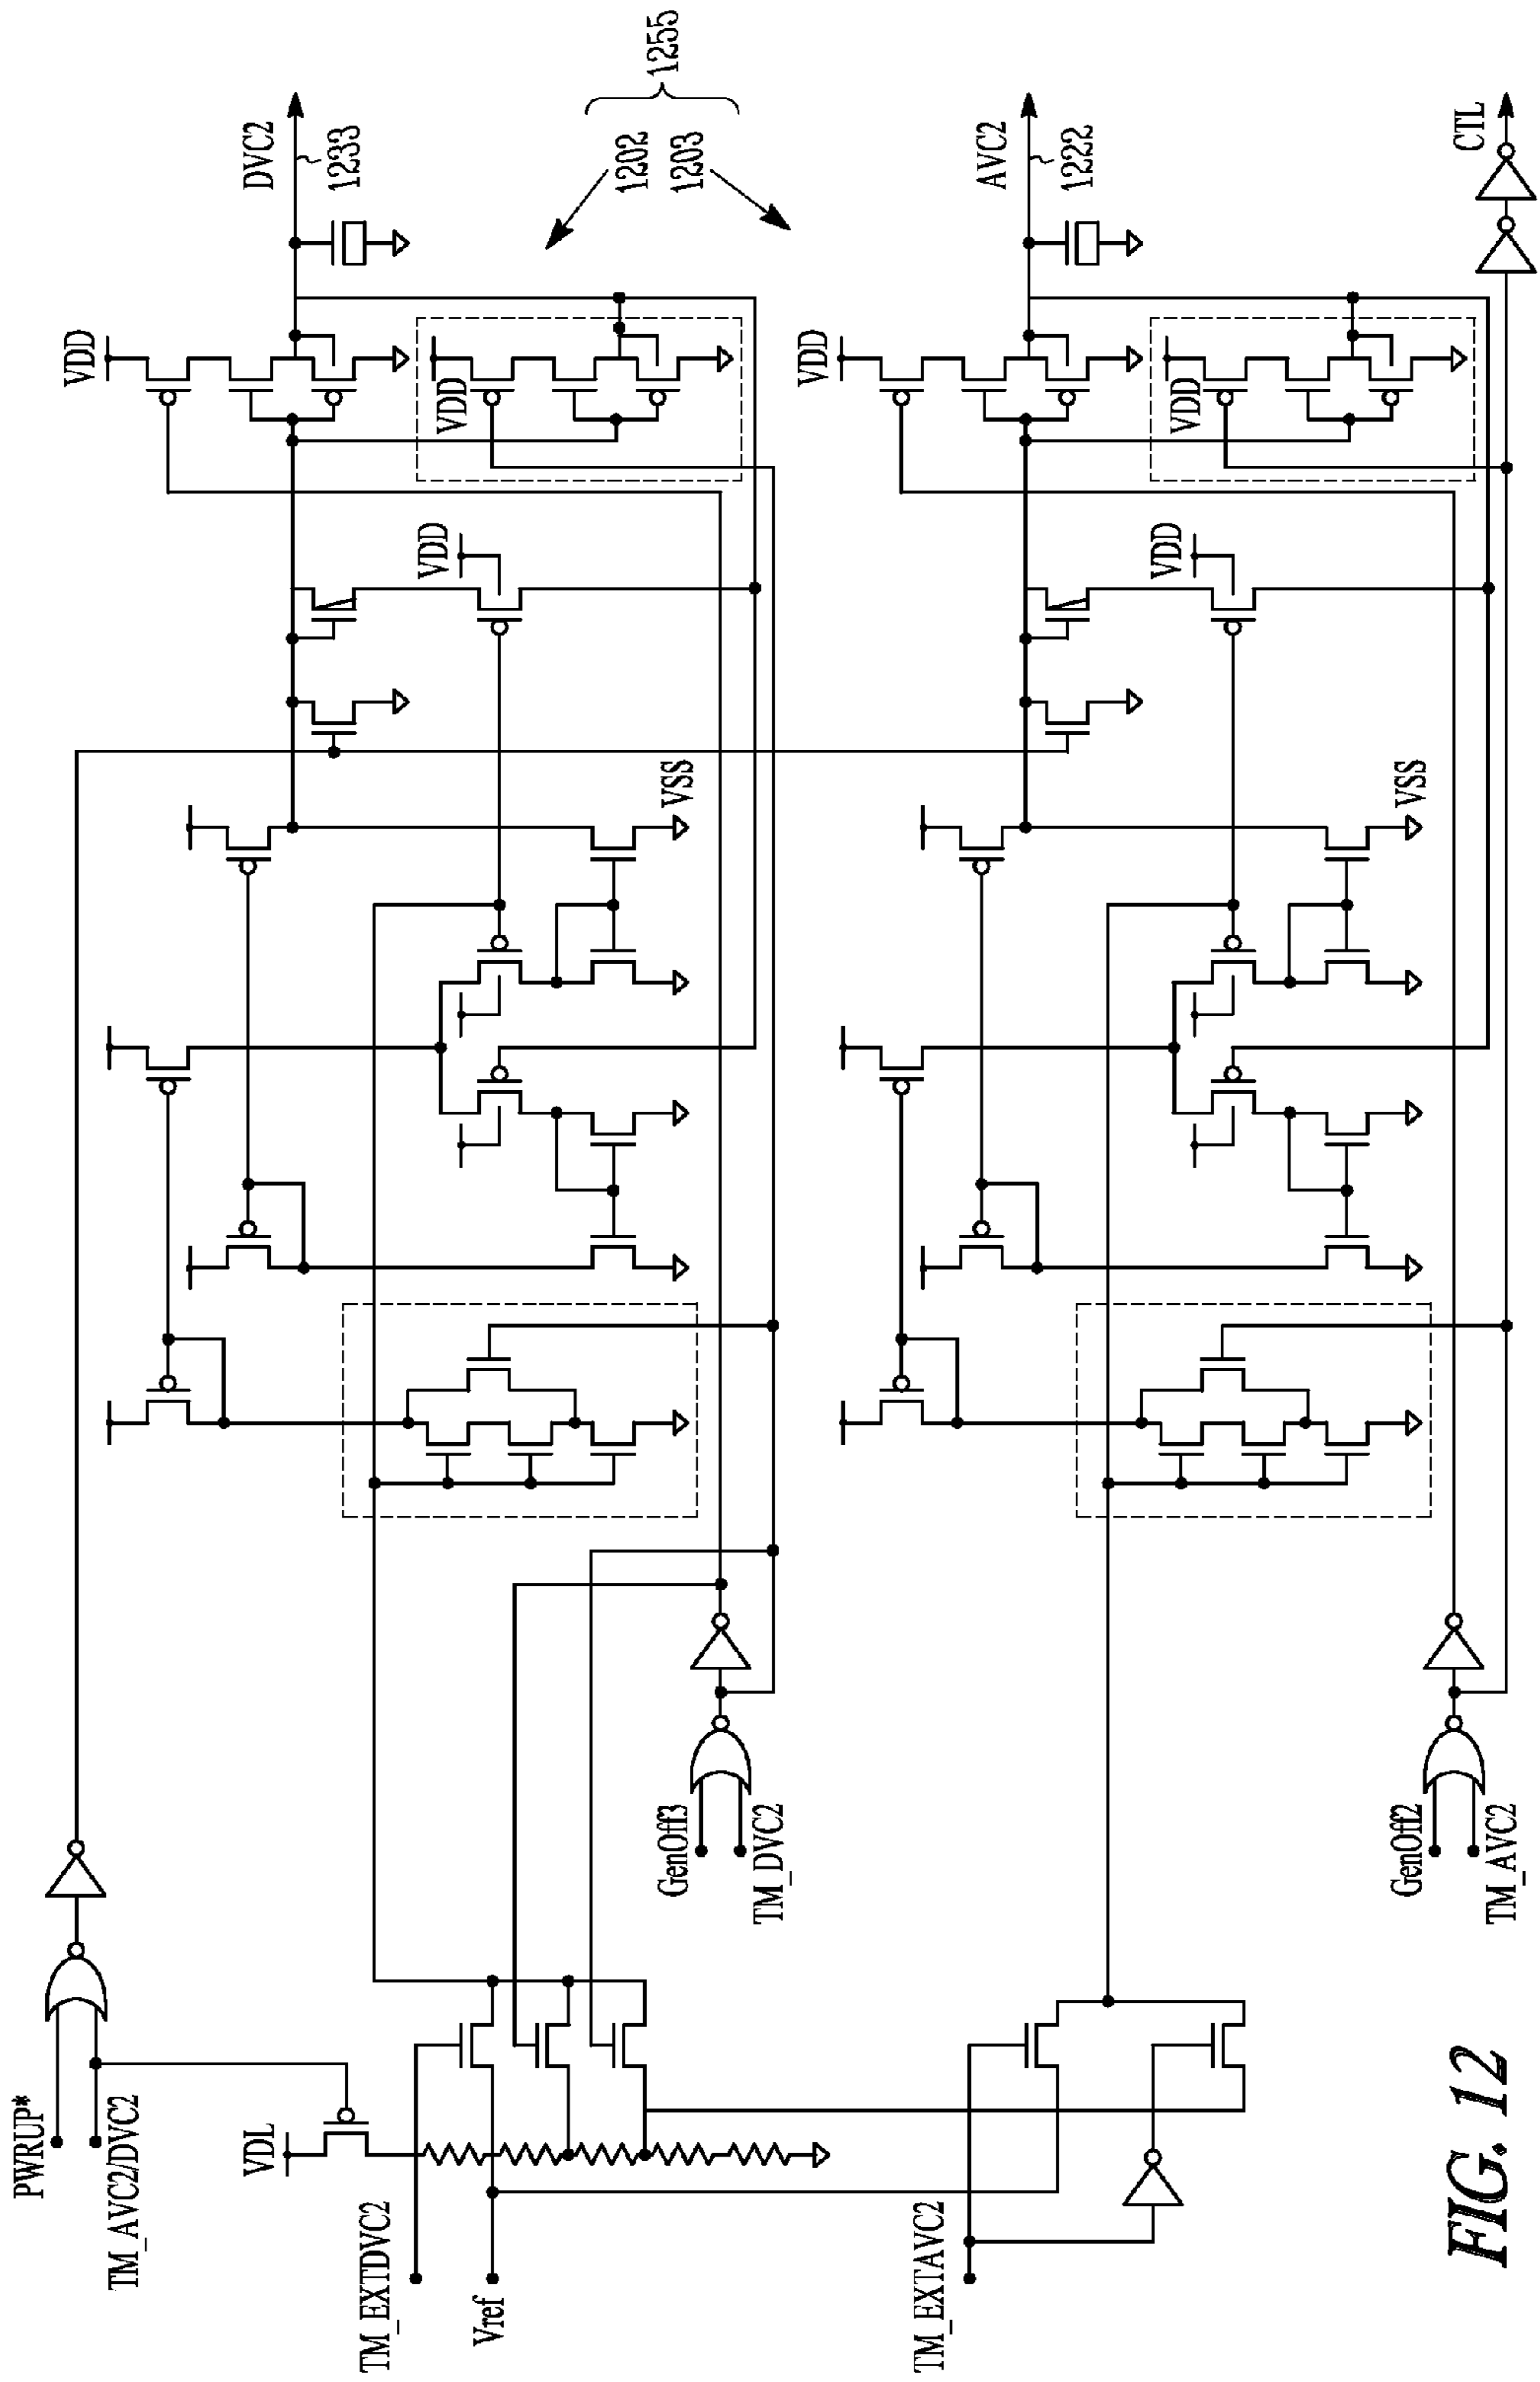 PWRUP*
TM_AVC2/DVC2
VDL
TM_EXTDVC2
Vref
TM_EXTAVC2
GenOff3
TM_DVC2
GenOff2
TM_AVC2
VSS
VSS
VDD
VDD
VDD
VDD
VDD
VDD
DVC2
1233
1202
1203
1255
AVC2
1222
CTL
FIG. 12